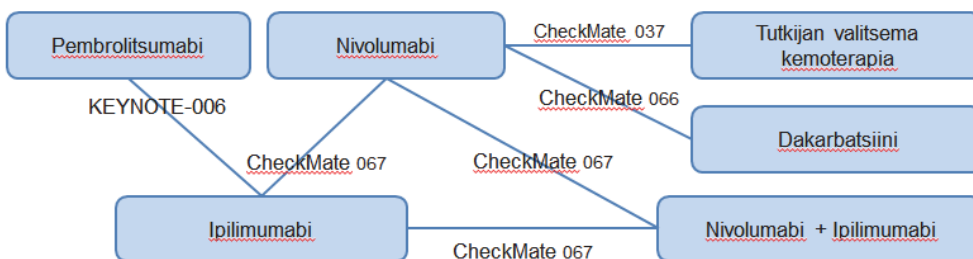 Pembrolitsumabi
Nivolumabi
CheckMate 037
Tutkijan valitsema
kemoterapia
KEYNOTE-006
CheckMate 066
Dakarbatsiini
CheckMate 067
CheckMate 067
Ipilimumabi
Nivolumabi + Ipilimumabi
CheckMate 067